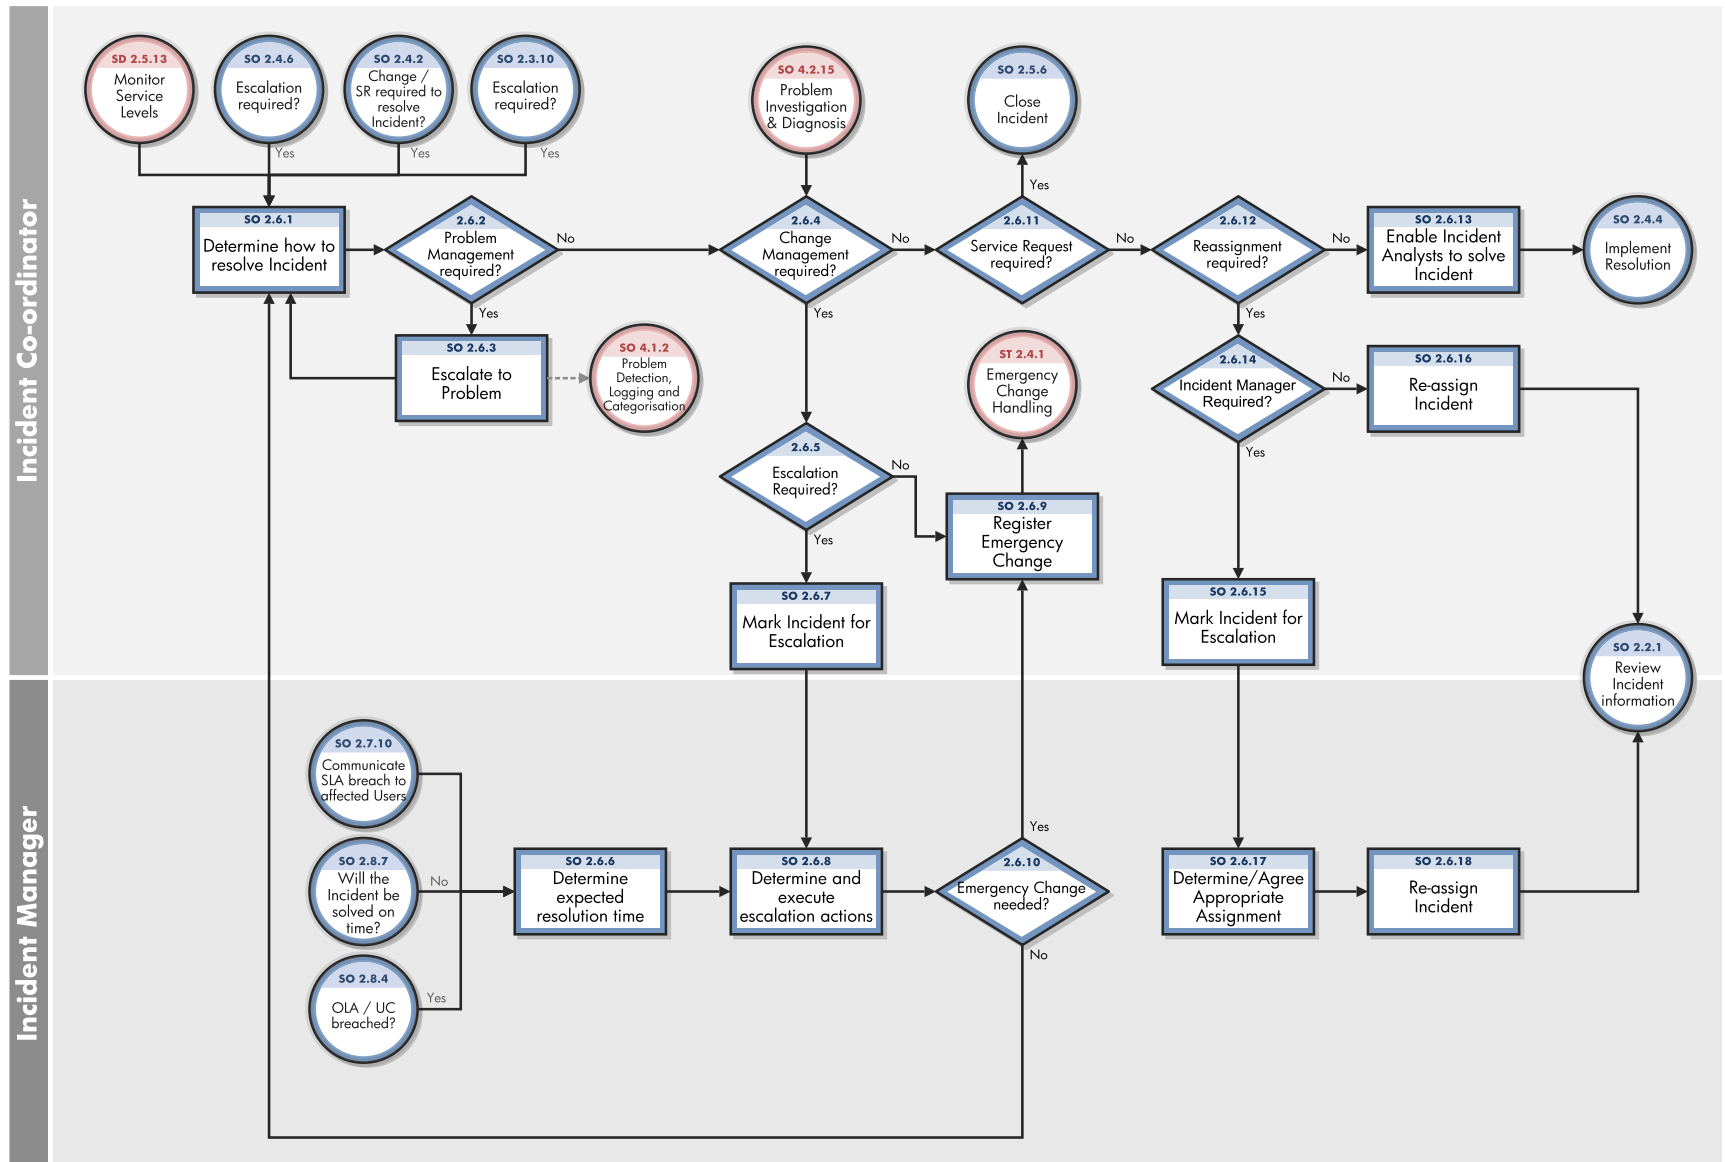 Incident Co-ordinator
SD 2.5.13
Monitor
Service
Levels
SO 2.4.6
Escalation
required?
Yes
SO 2.4.2
Change /
SR required to
resolve
Incident?
Yes
SO 2.3.10
Escalation
required?
Yes
SO 4.2.15
Problem
Investigation
& Diagnosis
SO 2.5.6
Close
Incident
Yes
SO 2.6.1
Determine how to
resolve Incident
2.6.2
Problem
Management
required?
No
Yes
2.6.4
Change
Management
required?
No
Yes
2.6.11
Service Request
required?
No
2.6.12
Reassignment
required?
No
Yes
SO 2.6.13
Enable Incident
Analysts to solve
Incident
SO 2.4.4
Implement
Resolution
SO 2.6.3
Escalate to
Problem
SO 4.1.2
Problem
Detection,
Logging and
Categorisation
ST 2.4.1
Emergency
Change
Handling
2.6.14
Incident Manager
Required?
No
Yes
SO 2.6.16
Re-assign
Incident
2.6.5
Escalation
Required?
No
Yes
SO 2.6.9
Register
Emergency
Change
SO 2.6.7
Mark Incident for
Escalation
SO 2.6.15
Mark Incident for
Escalation
SO 2.2.1
Review
Incident
information
Incident Manager
SO 2.7.10
Communicate
SLA breach to
affected Users
SO 2.8.7
Will the
Incident be
solved on
time?
No
SO 2.8.4
OLA / UC
breached?
Yes
SO 2.6.6
Determine
expected
resolution time
SO 2.6.8
Determine and
execute
escalation actions
Yes
2.6.10
Emergency Change
needed?
No
SO 2.6.17
Determine/Agree
Appropriate
Assignment
SO 2.6.18
Re-assign
Incident